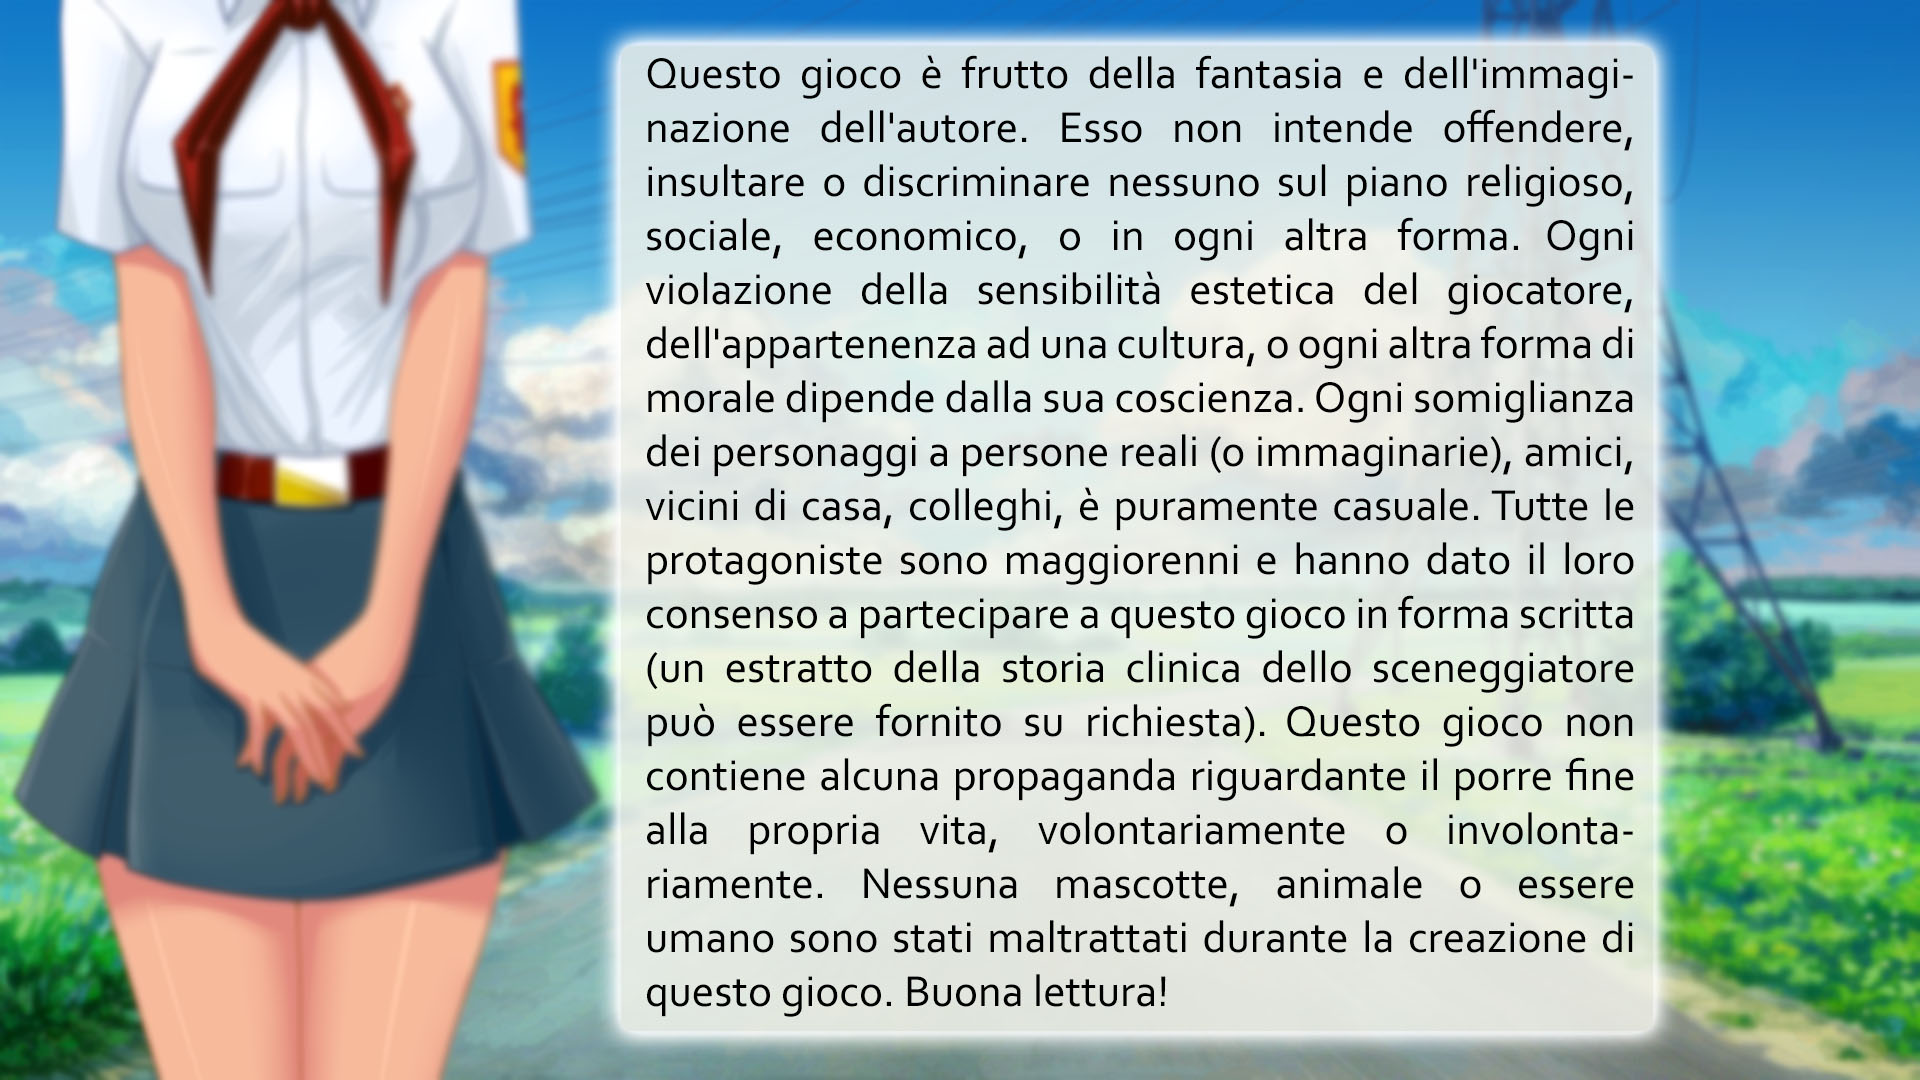 Questo gioco è frutto della fantasia e dell'immagi-
nazione dell'autore. Esso non intende offendere,
insultare o discriminare nessuno sul piano religioso,
sociale, economico, o in ogni altra forma. Ogni
violazione della sensibilità estetica del giocatore,
dell'appartenenza ad una cultura, o ogni altra forma di
morale dipende dalla sua coscienza. Ogni somiglianza
dei personaggi a persone reali (o immaginarie), amici,
vicini di casa, colleghi, è puramente casuale. Tutte le
protagoniste sono maggiorenni e hanno dato il loro
consenso a partecipare a questo gioco in forma scritta
(un estratto della storia clinica dello sceneggiatore
può essere fornito su richiesta). Questo gioco non
contiene alcuna propaganda riguardante il porre fine
alla propria vita, volontariamente o involonta-
riamente. Nessuna mascotte, animale o essere
umano sono stati maltrattati durante la creazione di
questo gioco. Buona lettura!